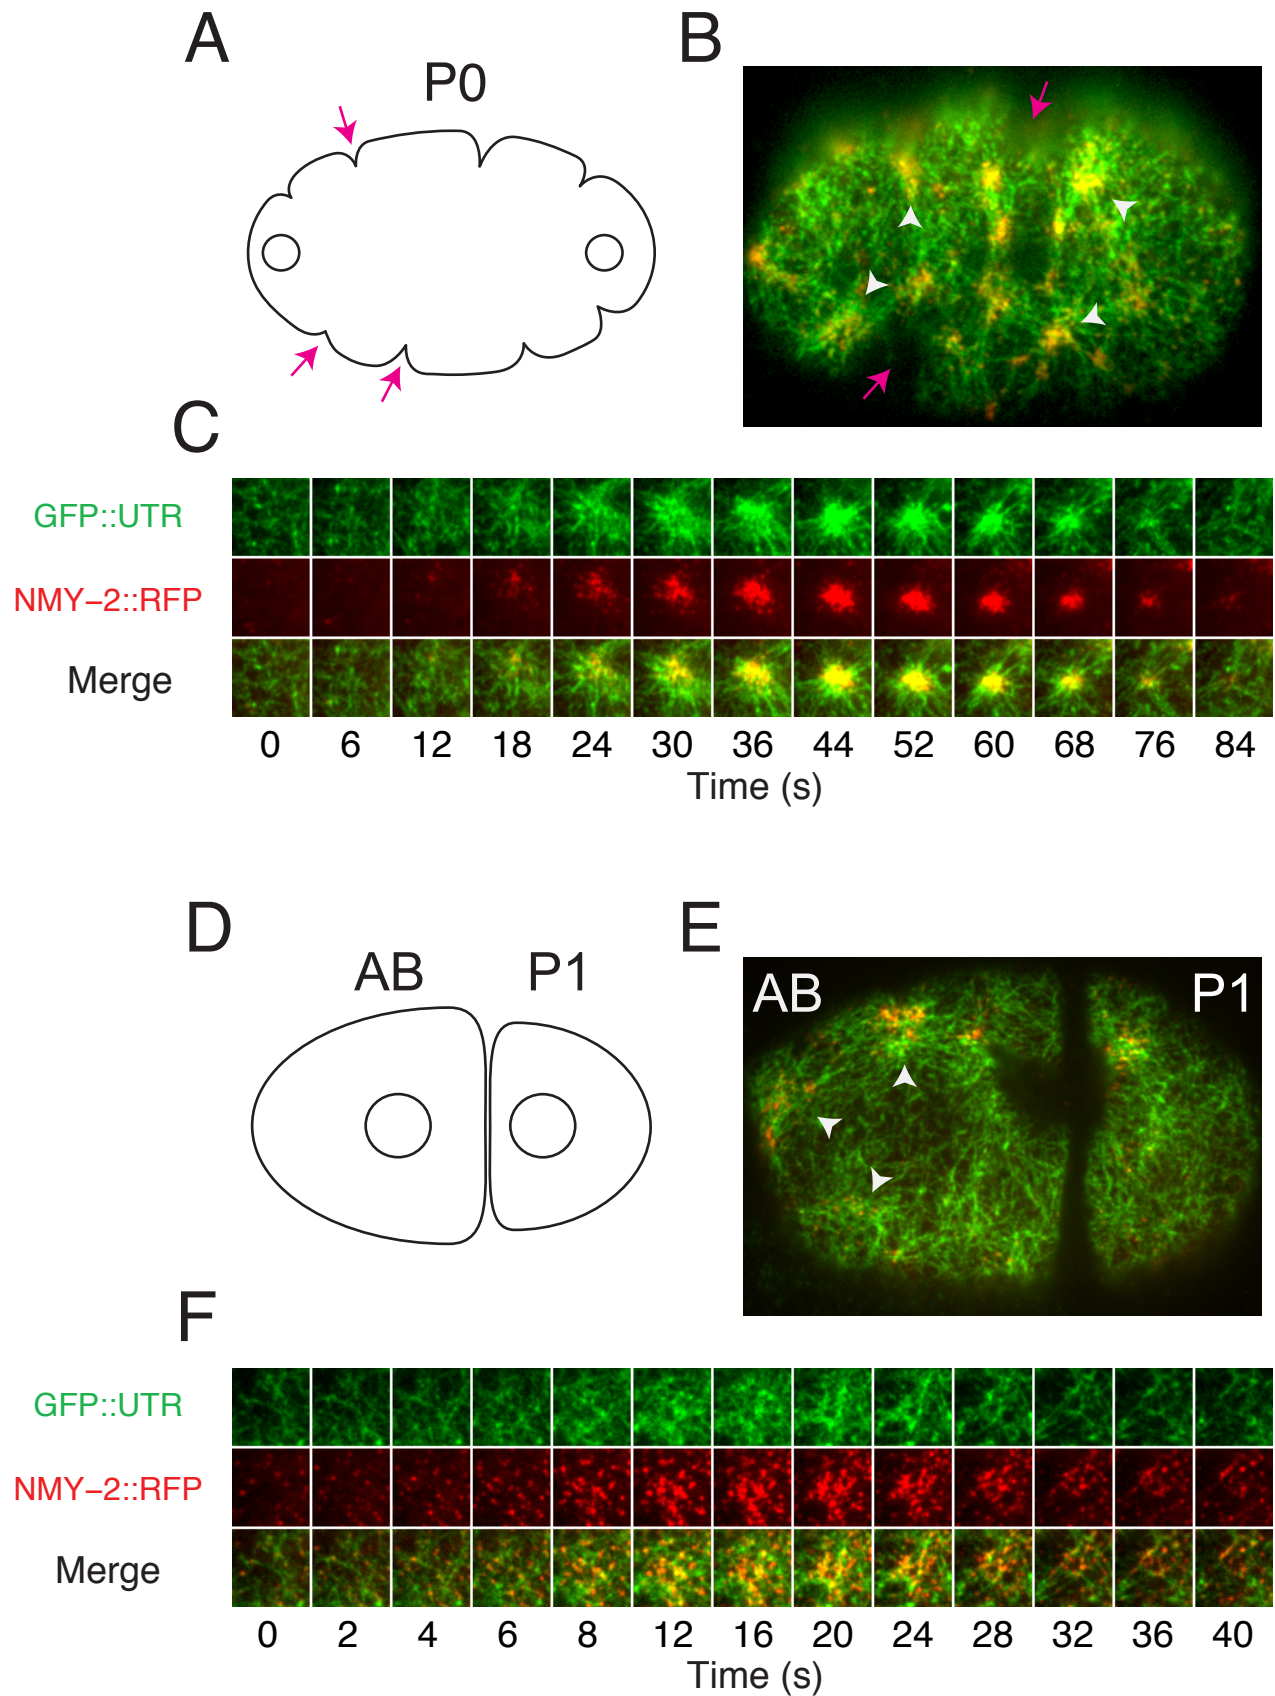 A
P0
B
C
GFP::UTR
NMY–2::RFP
Merge
0 6 12 18 24 30 36 44 52 60 68 76 84
Time (s)
D
AB P1
E
AB P1
F
GFP::UTR
NMY–2::RFP
Merge
0 2 4 6 8 12 16 20 24 28 32 36 40
Time (s)